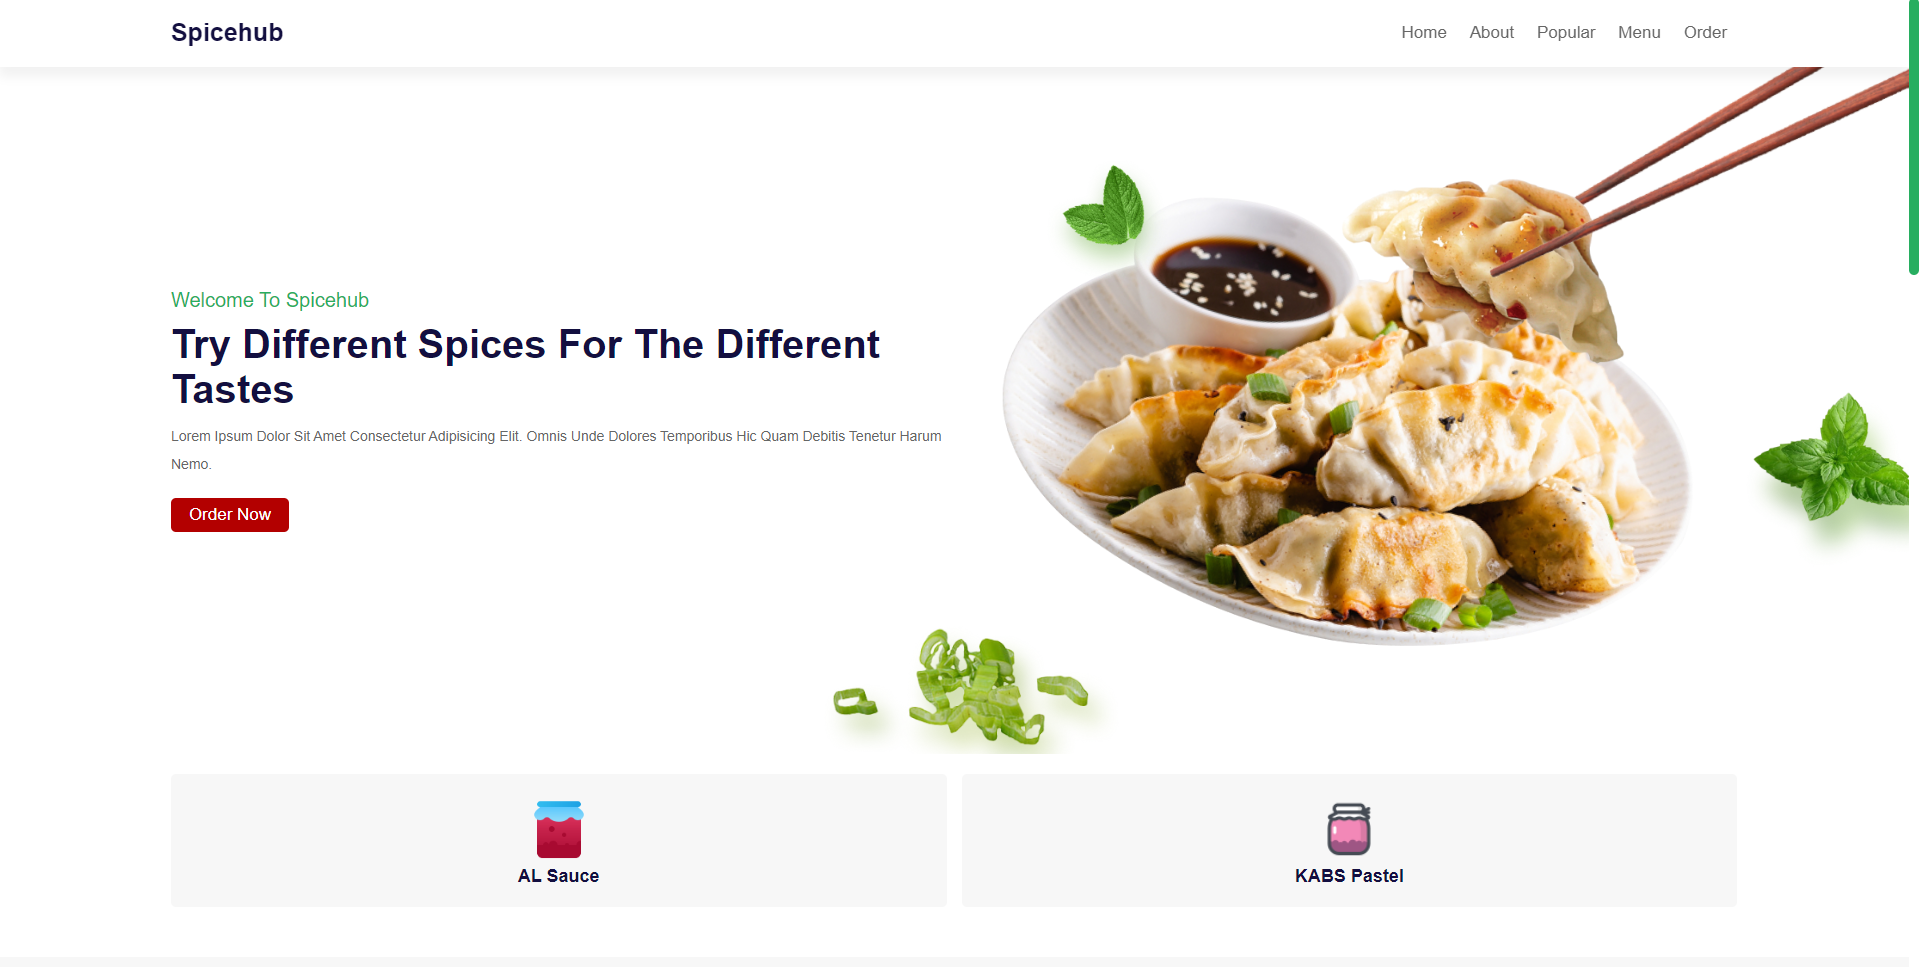 Spicehub
Home About Popular Menu Order
Welcome To Spicehub
Try Different Spices For The Different
Tastes
Lorem Ipsum Dolor Sit Amet Consectetur Adipisicing Elit. Omnis Unde Dolores Temporibus Hic Quam Debitis Tenetur Harum
Nemo.
Order Now
AL Sauce
KABS Pastel